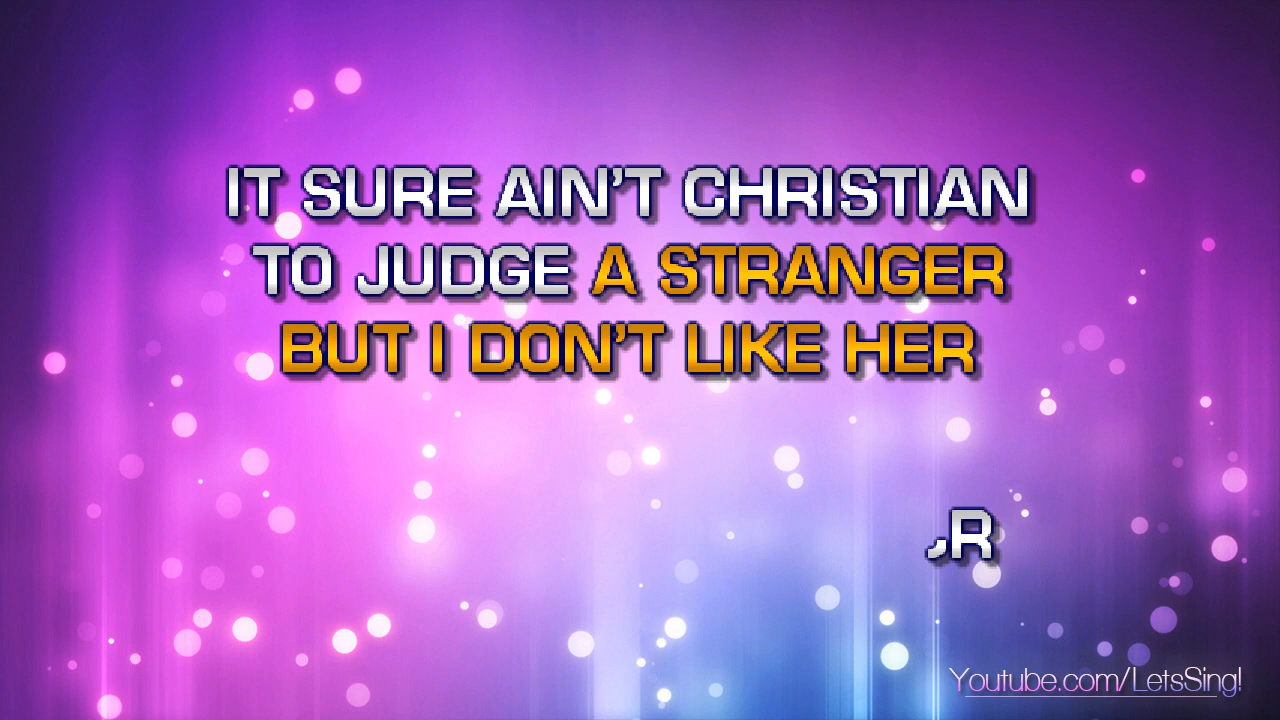 IT SURE AIN'T CHRISTIAN
TO JUDGE A STRANGER
BUT I DON'T LIKE HER
R
Youtube.com/LetsSing!